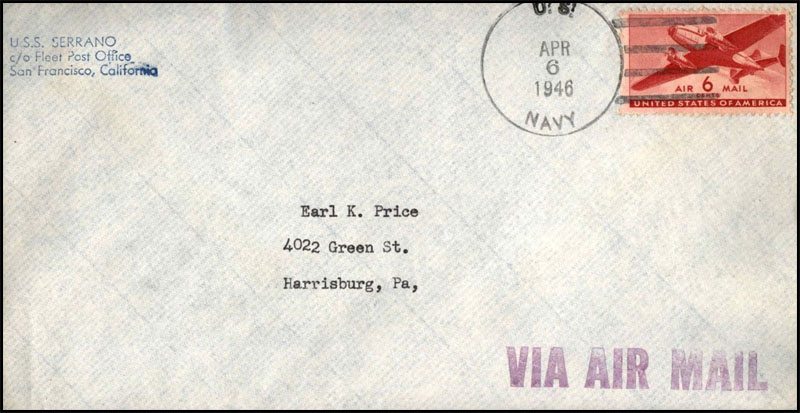 U.S.S. SERRANO
c/o Fleet Post Office
San Francisco, California
U. S.
APR
6
1946
NAVY
AIR 6 MAIL
CENTS
UNITED STATES OF AMERICA
Earl K. Price
4022 Green St.
Harrisburg, Pa,
VIA AIR MAIL